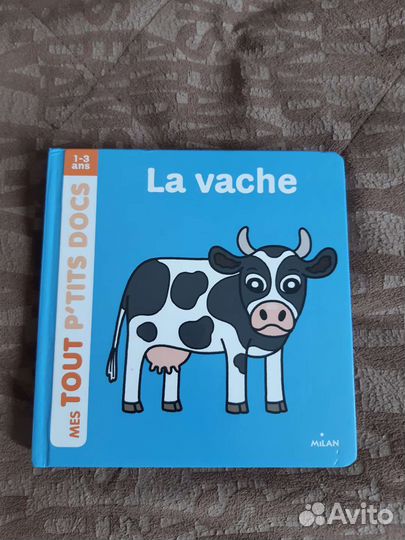 1-3
ans
MES TOUT P'TITS DOCS
La vache
MiLAN
Avito